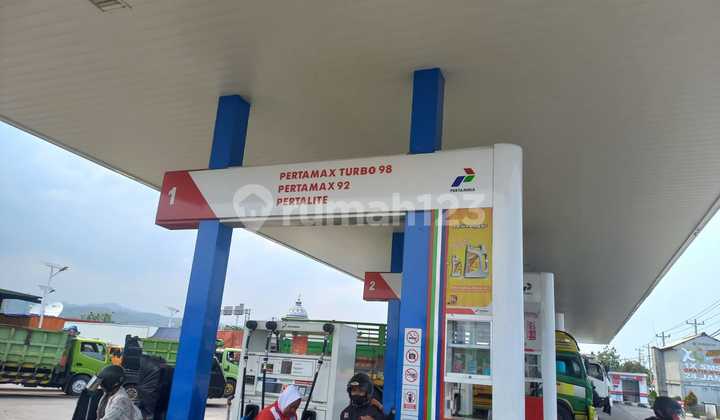 1
PERTAMAX TURBO 98
PERTAMAX 92
PERTALITE
PERTAMINA
rumah123
2